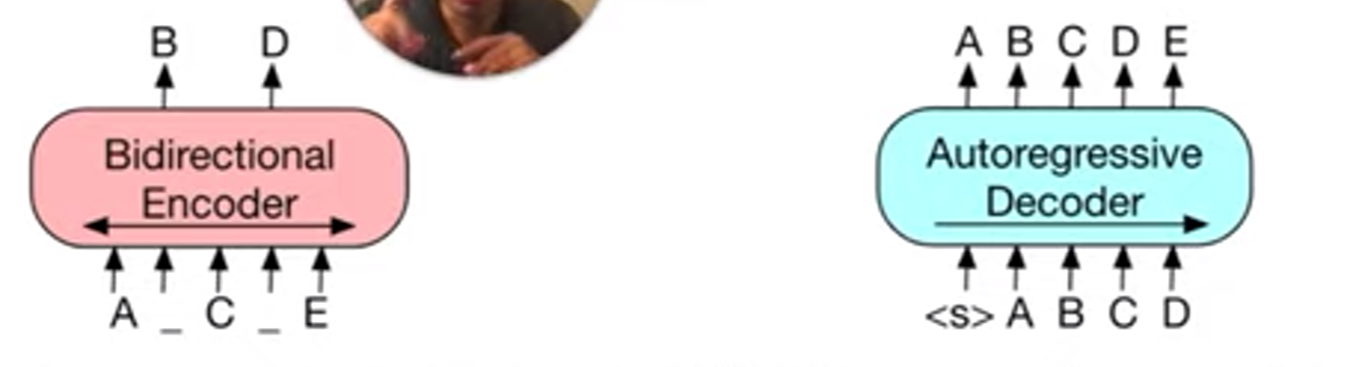 B D
Bidirectional
Encoder
A _ C _ E
A B C D E
Autoregressive
Decoder
<s> A B C D